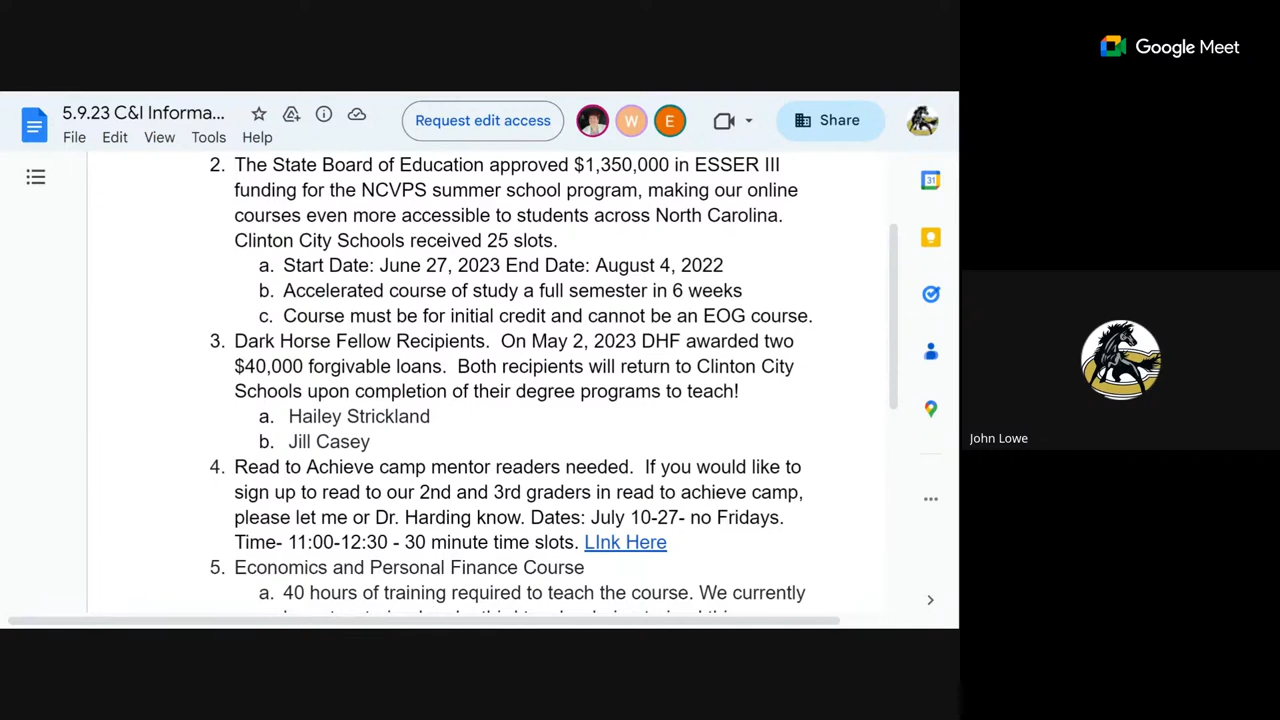 Google Meet
5.9.23 C&I Informa...
File Edit View Tools Help
Request edit access
W
E
Share
31
2. The State Board of Education approved $1,350,000 in ESSER III
funding for the NCVPS summer school program, making our online
courses even more accessible to students across North Carolina.
Clinton City Schools received 25 slots.
a. Start Date: June 27, 2023 End Date: August 4, 2022
b. Accelerated course of study a full semester in 6 weeks
c. Course must be for initial credit and cannot be an EOG course.
3. Dark Horse Fellow Recipients. On May 2, 2023 DHF awarded two
$40,000 forgivable loans. Both recipients will return to Clinton City
Schools upon completion of their degree programs to teach!
a. Hailey Strickland
b. Jill Casey
4. Read to Achieve camp mentor readers needed. If you would like to
sign up to read to our 2nd and 3rd graders in read to achieve camp,
please let me or Dr. Harding know. Dates: July 10-27- no Fridays.
Time- 11:00-12:30 - 30 minute time slots. LInk Here
5. Economics and Personal Finance Course
a. 40 hours of training required to teach the course. We currently
John Lowe